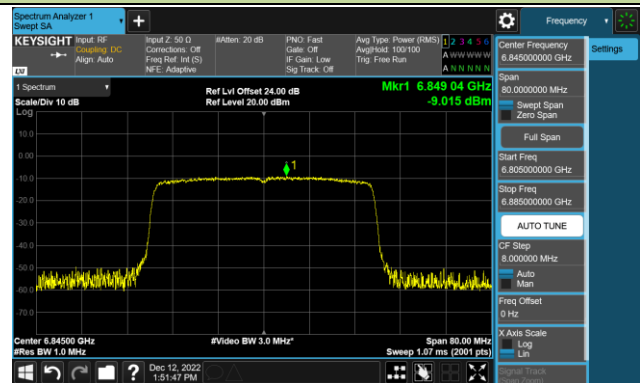 Spectrum Analyzer 1
Swept SA
Frequency
KEYSIGHT
Input: RF
Coupling: DC
Align: Auto
Input Z: 50 Ω
Corrections: Off
Freq Ref: Int (S)
NFE: Adaptive
#Atten: 20 dB
PNO: Fast
Gate: Off
IF Gain: Low
Sig Track: Off
Avg Type: Power (RMS)
Avg|Hold: 100/100
Trig: Free Run
1 2 3 4 5 6
A W W W W W
A N N N N N
LXI
1 Spectrum
Scale/Div 10 dB
Log
Ref Lvl Offset 24.00 dB
Ref Level 20.00 dBm
Mkr1 6.849 04 GHz
-9.015 dBm
10.0
0.00
-10.0
-20.0
-30.0
-40.0
-50.0
-60.0
-70.0
1
Center 6.84500 GHz
#Video BW 3.0 MHz*
Span 80.00 MHz
#Res BW 1.0 MHz
Sweep 1.07 ms (2001 pts)
Dec 12, 2022
1:51:47 PM
Center Frequency
6.845000000 GHz
Settings
Span
80.0000000 MHz
Swept Span
Zero Span
Full Span
Start Freq
6.805000000 GHz
Stop Freq
6.885000000 GHz
AUTO TUNE
CF Step
8.000000 MHz
Auto
Man
Freq Offset
0 Hz
X Axis Scale
Log
Lin
Signal Track
(Span Zoom)